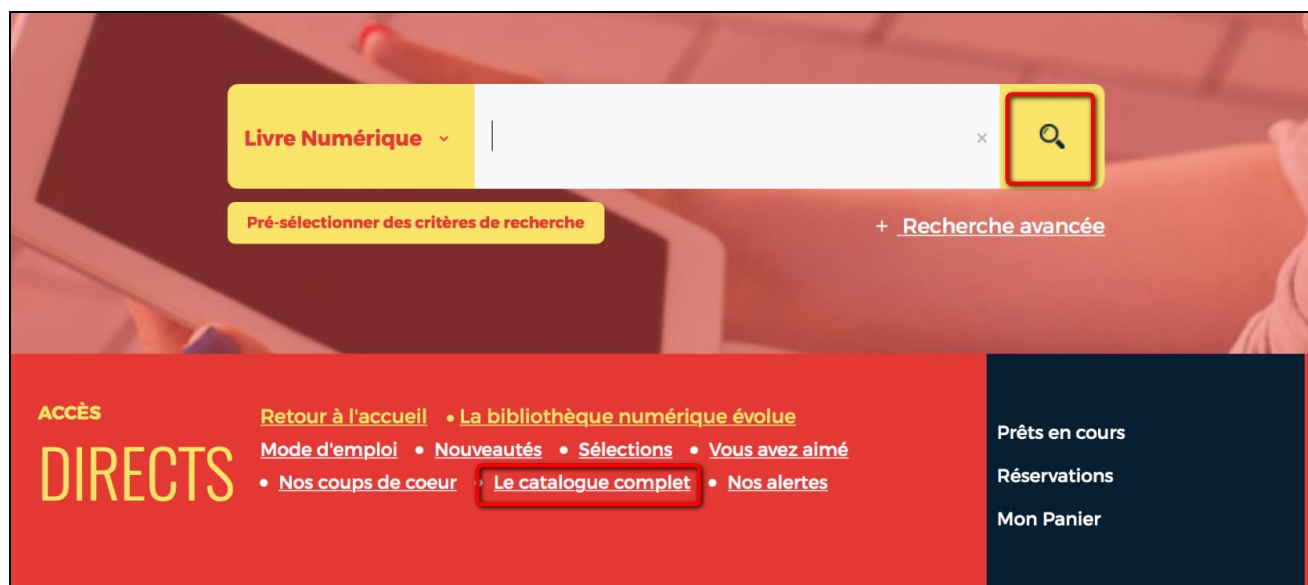 Livre Numérique
×
Pré-sélectionner des critères de recherche
+ Recherche avancée
ACCÈS
DIRECTS
Retour à l'accueil • La bibliothèque numérique évolue
Mode d'emploi • Nouveautés • Sélections • Vous avez aimé
• Nos coups de coeur • Le catalogue complet • Nos alertes
Prêts en cours
Réservations
Mon Panier